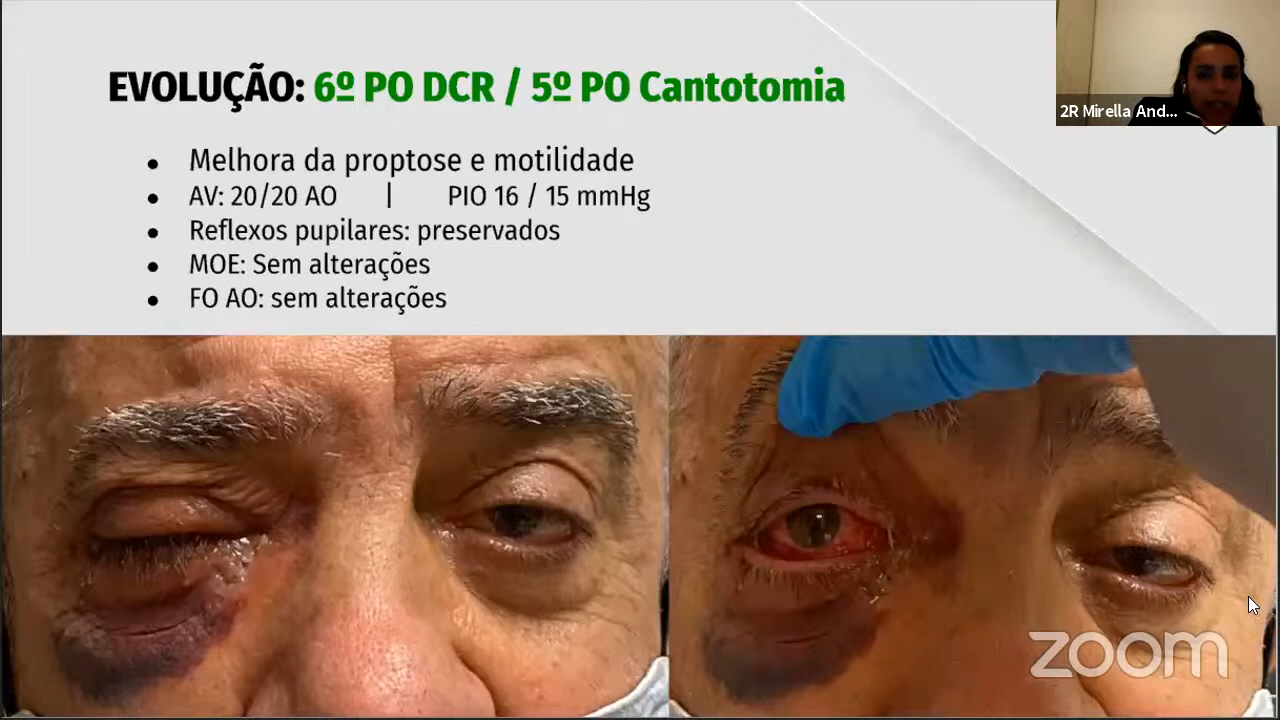 EVOLUÇÃO: 6º PO DCR / 5º PO Cantotomia
2R Mirella And...
● Melhora da proptose e motilidade
● AV: 20/20 AO | PIO 16 / 15 mmHg
● Reflexos pupilares: preservados
● MOE: Sem alterações
● FO AO: sem alterações
zoom